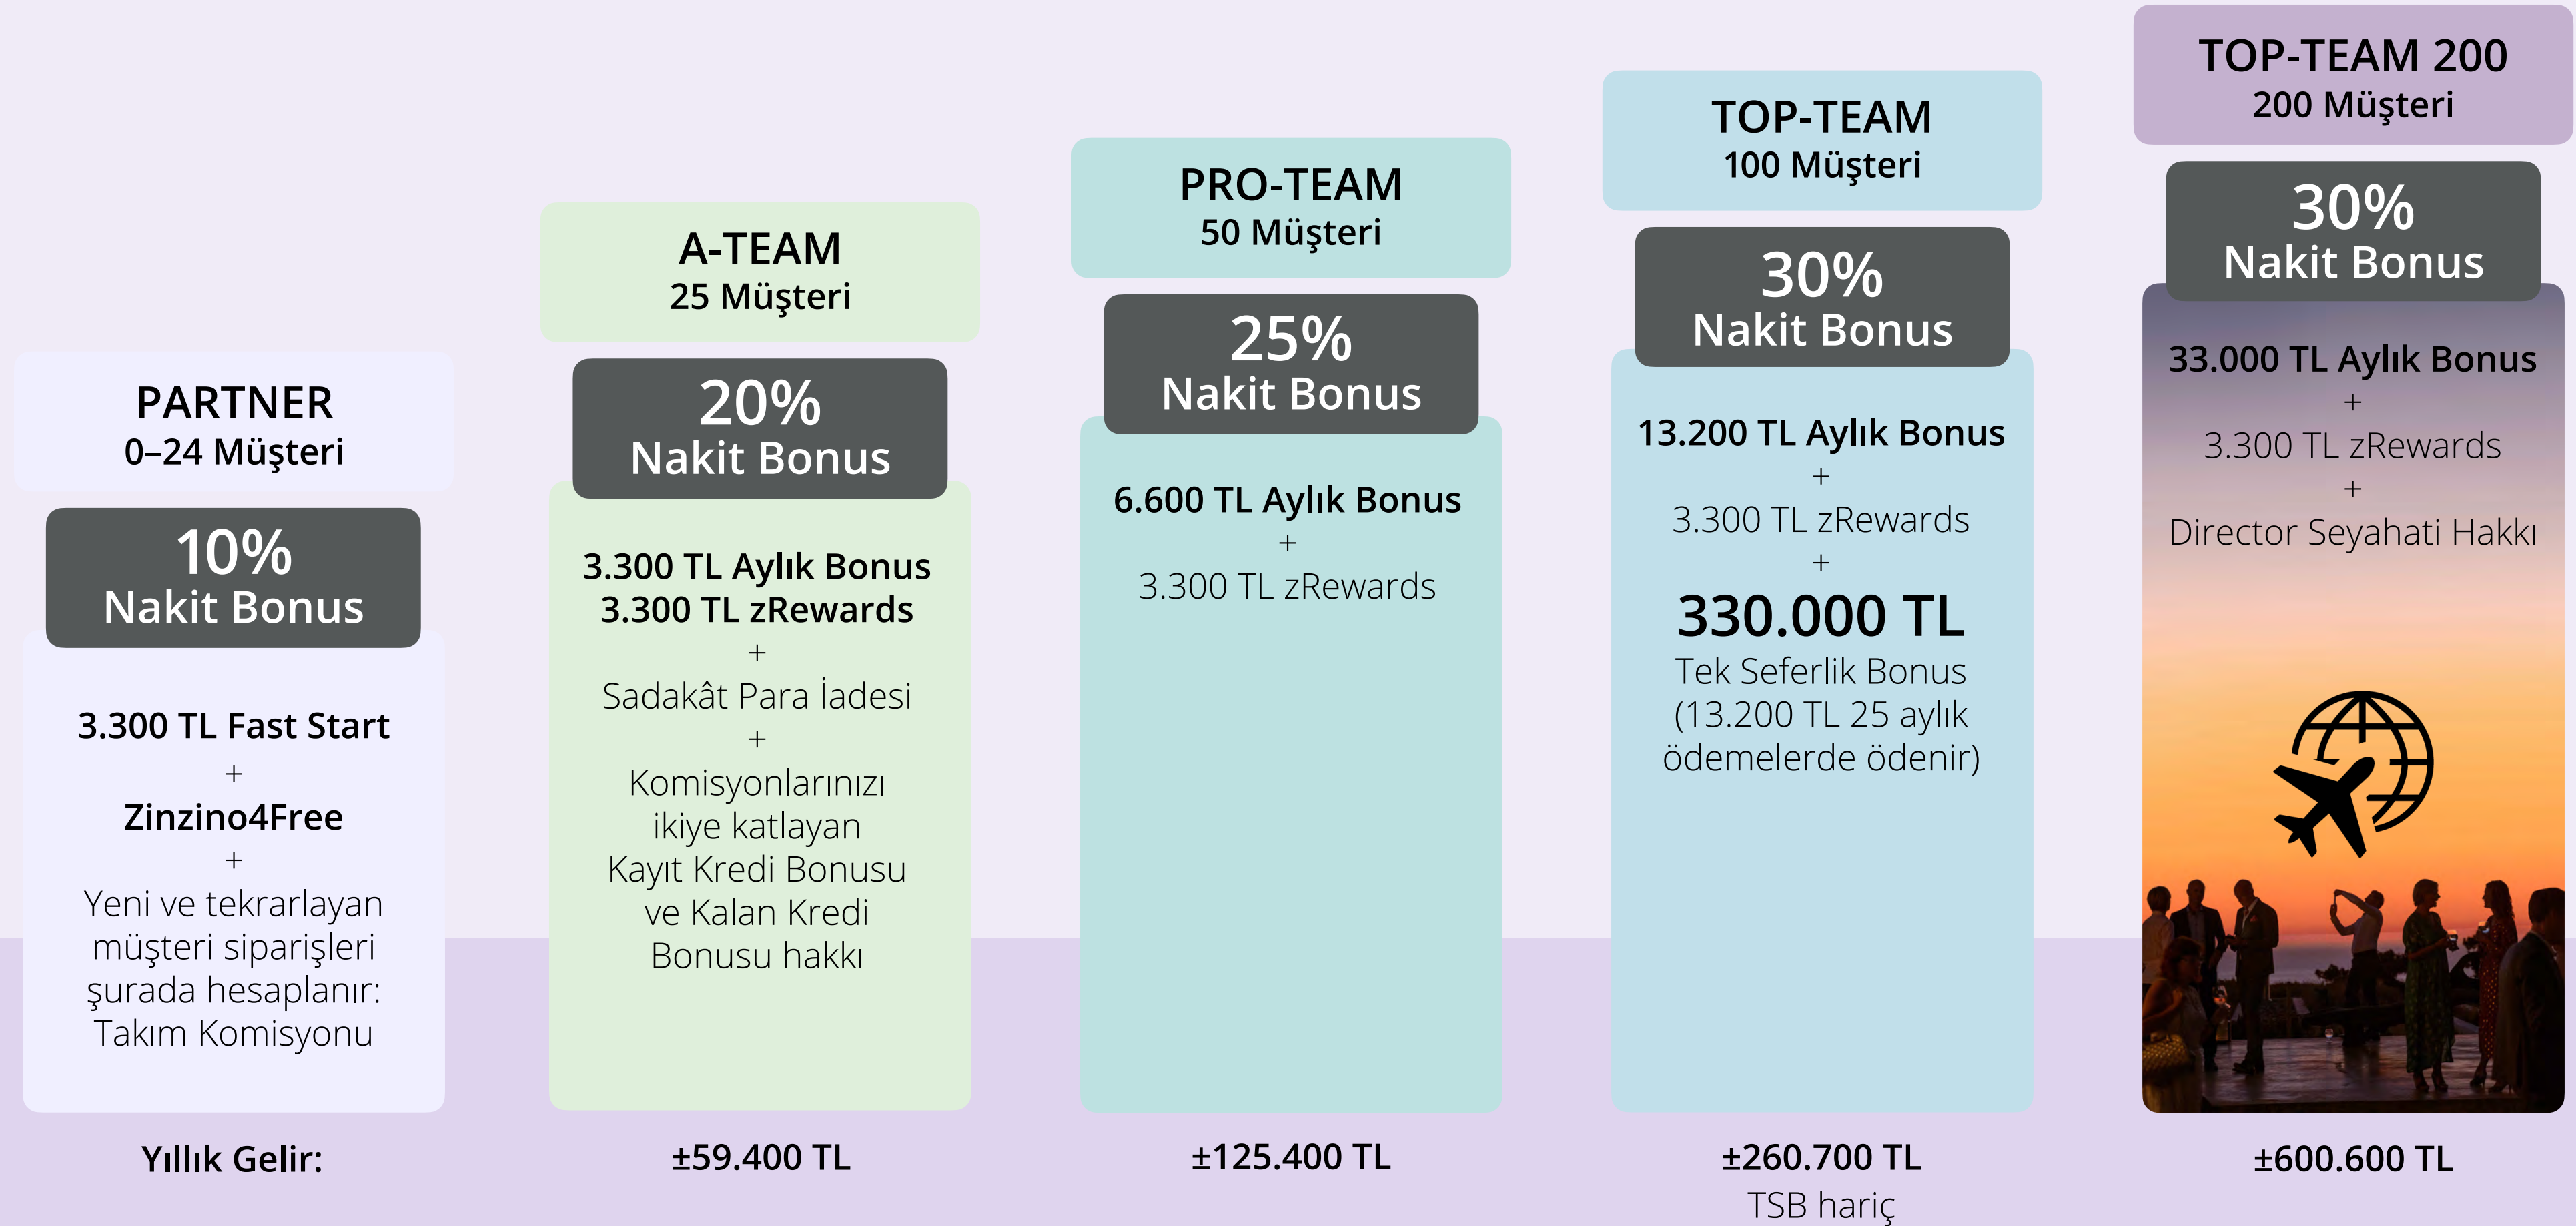 PARTNER
0–24 Müşteri
10%
Nakit Bonus
3.300 TL Fast Start
+
Zinzino4Free
+
Yeni ve tekrarlayan
müşteri siparişleri
şurada hesaplanır:
Takım Komisyonu
Yıllık Gelir:
A-TEAM
25 Müşteri
20%
Nakit Bonus
3.300 TL Aylık Bonus
3.300 TL zRewards
+
Sadakât Para İadesi
+
Komisyonlarınızı
ikiye katlayan
Kayıt Kredi Bonusu
ve Kalan Kredi
Bonusu hakkı
±59.400 TL
PRO-TEAM
50 Müşteri
25%
Nakit Bonus
6.600 TL Aylık Bonus
+
3.300 TL zRewards
±125.400 TL
TOP-TEAM
100 Müşteri
30%
Nakit Bonus
13.200 TL Aylık Bonus
+
3.300 TL zRewards
+
330.000 TL
Tek Seferlik Bonus
(13.200 TL 25 aylık
ödemelerde ödenir)
±260.700 TL
TSB hariç
TOP-TEAM 200
200 Müşteri
30%
Nakit Bonus
33.000 TL Aylık Bonus
+
3.300 TL zRewards
+
Director Seyahati Hakkı
±600.600 TL